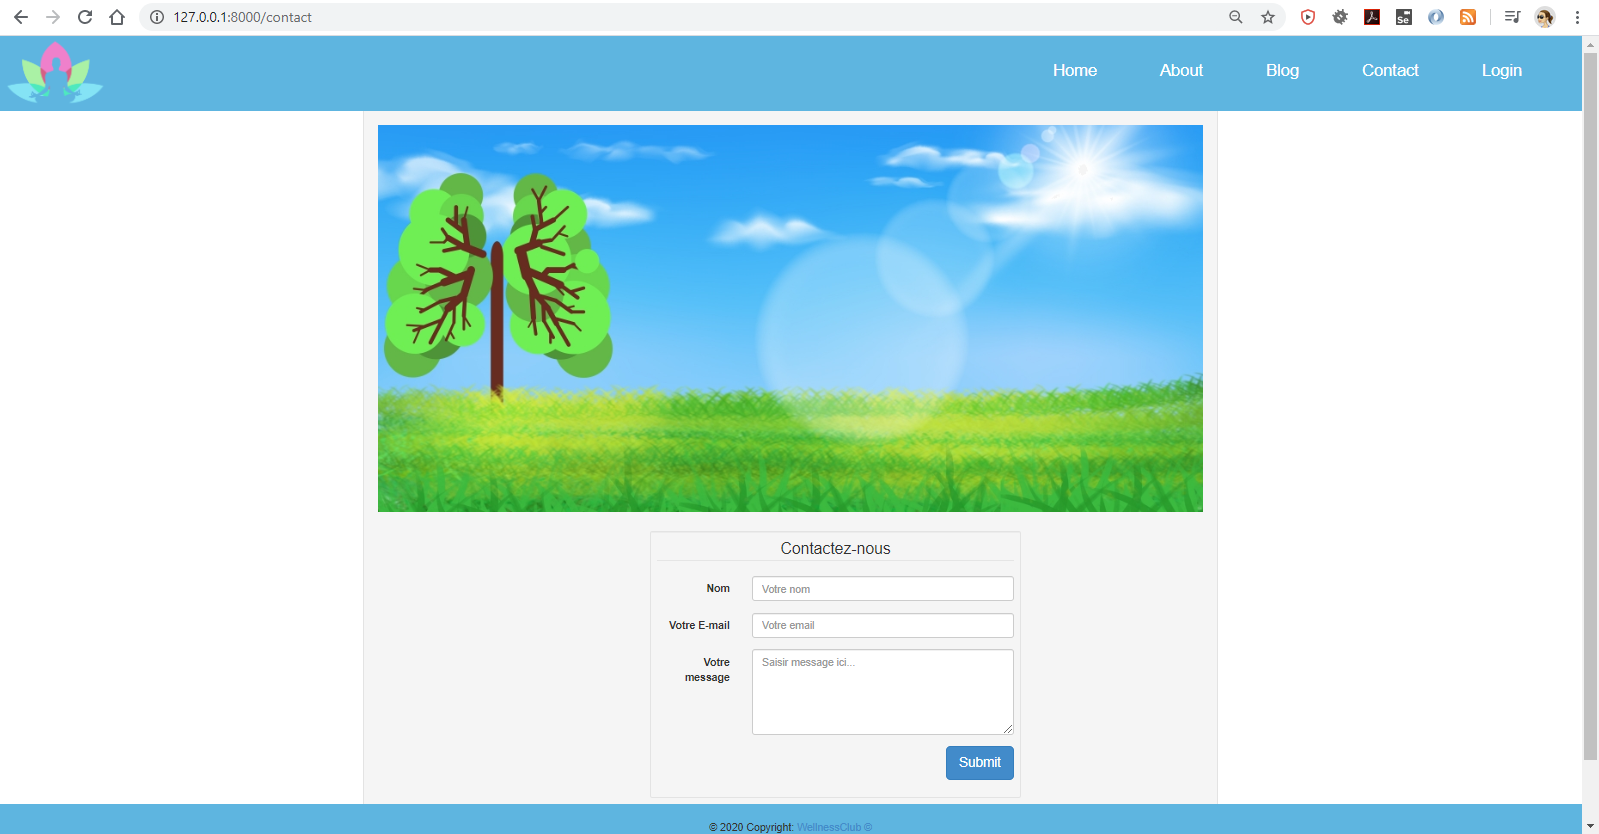 127.0.0.1:8000/contact
Se
Home About Blog Contact Login
Contactez-nous
Nom Votre nom
Votre E-mail Votre email
Votre message Saisir message ici...
Submit
© 2020 Copyright: WellnessClub ©